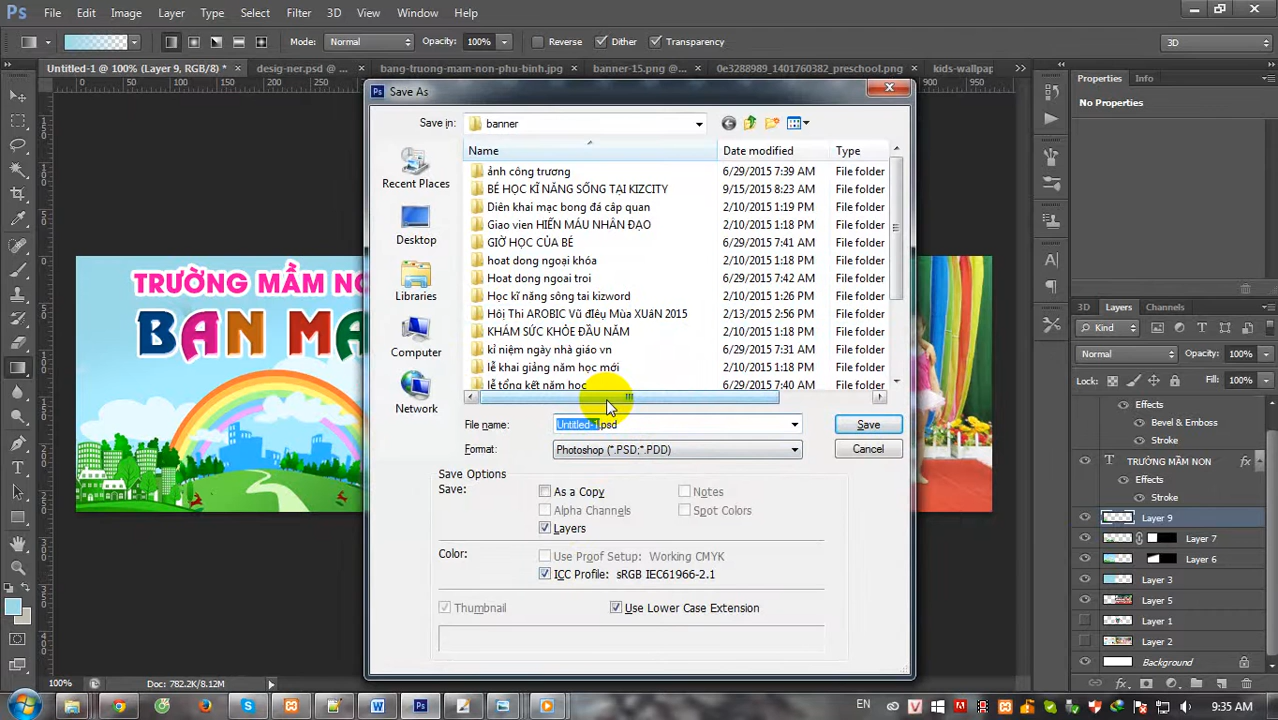 Ps File Edit Image Layer Type Select Filter 3D View Window Help
Mode: Normal Opacity: 100% Reverse Dither Transparency 3D
Untitled-1 @ 100% (Layer 9, RGB/8) * × desig-ner.psd @ ... × bang-truong-mam-non-phu-binh.jpg × banner-15.png @... × 0e3288989_1401760382_preschool.png × kids-wallpap »
0 50 100 150 200 250
950
Properties Info
No Properties
Save As
Save in: banner
Name Date modified Type
Recent Places
Desktop
Libraries
Computer
Network
ảnh công trương 6/29/2015 7:39 AM File folder
BÉ HỌC KĨ NĂNG SỐNG TẠI KIZCITY 9/15/2015 8:23 AM File folder
Diên khai mạc bong đá câp quan 2/10/2015 1:19 PM File folder
Giao vien HIẾN MÁU NHÂN ĐẠO 2/10/2015 1:18 PM File folder
GIỜ HỌC CỦA BÉ 6/29/2015 7:41 AM File folder
hoat dong ngoại khóa 2/10/2015 1:18 PM File folder
Hoat dong ngoai troi 6/29/2015 7:42 AM File folder
Học kĩ năng sông tai kizword 2/10/2015 1:26 PM File folder
Hôị Thi AROBIC Vũ đIêụ Mùa XUâN 2015 2/13/2015 2:56 PM File folder
KHÁM SỨC KHỎE ĐẦU NĂM 2/10/2015 1:18 PM File folder
kỉ niệm ngày nhà giáo vn 6/29/2015 7:31 AM File folder
lễ khai giảng năm học mới 2/10/2015 1:18 PM File folder
lễ tổng kết năm học 6/29/2015 7:40 AM File folder
File name: Untitled-1.psd Save
Format: Photoshop (*.PSD;*.PDD) Cancel
Save Options
Save: As a Copy Notes
Alpha Channels Spot Colors
Layers
Color: Use Proof Setup: Working CMYK
ICC Profile: sRGB IEC61966-2.1
Thumbnail Use Lower Case Extension
TRƯỜNG MẦM NO
BAN MA
3D Layers Channels
Kind
Normal Opacity: 100%
Lock: Fill: 100%
Effects
Bevel & Emboss
Stroke
T TRƯỜNG MẦM NON fx
Effects
Stroke
Layer 9
Layer 7
Layer 6
Layer 3
Layer 5
Layer 1
Layer 2
Background
100% Doc: 782.2K/8.12M
EN 9:35 AM